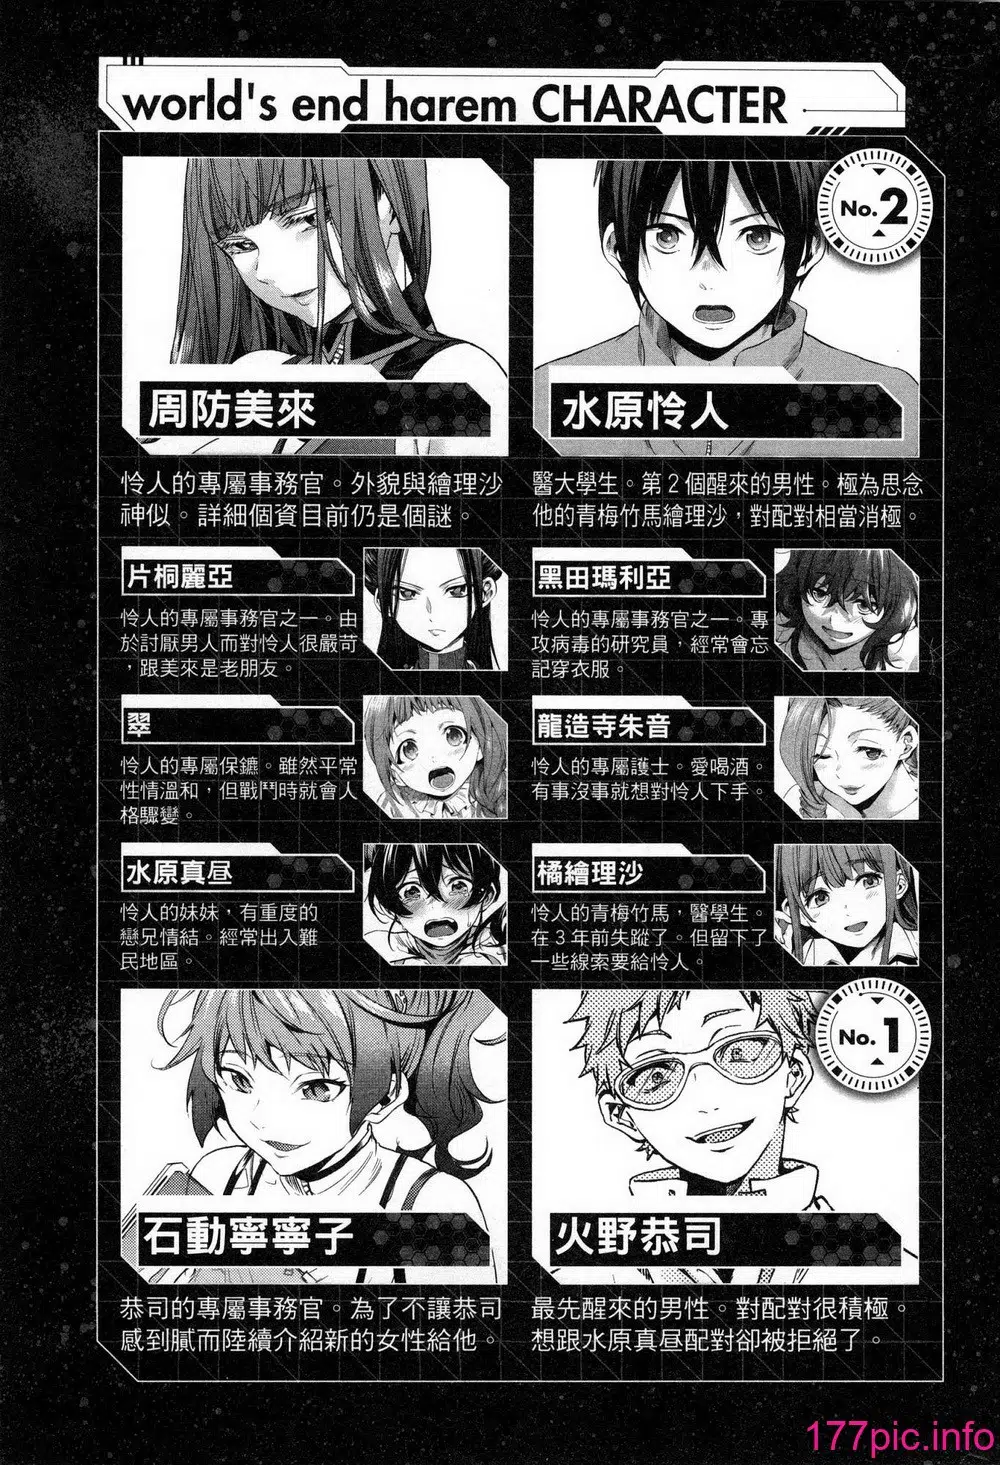 world's end harem CHARACTER
No.2
水原怜人
醫大學生。第2個醒來的男性。極為思念
他的青梅竹馬繪理沙，對配對相當消極。
周防美來
怜人的專屬事務官。外貌與繪理沙
神似。詳細個資目前仍是個謎。
黑田瑪利亞
怜人的專屬事務官之一。專
攻病毒的研究員，經常會忘
記穿衣服。
片桐麗亞
怜人的專屬事務官之一。由
於討厭男人而對怜人很嚴苛
，跟美來是老朋友。
龍造寺朱音
怜人的專屬護士。愛喝酒。
有事沒事就想對怜人下手。
翠
怜人的專屬保鑣。雖然平常
性情溫和，但戰鬥時就會人
格驟變。
橘繪理沙
怜人的青梅竹馬，醫學生。
在3年前失蹤了。但留下了
一些線索要給怜人。
水原真昼
怜人的妹妹，有重度的
戀兄情結。經常出入難
民地區。
No.1
火野恭司
最先醒來的男性。對配對很積極。
想跟水原真昼配對卻被拒絕了。
石動寧寧子
恭司的專屬事務官。為了不讓恭司
感到膩而陸續介紹新的女性給他。
177pic.info